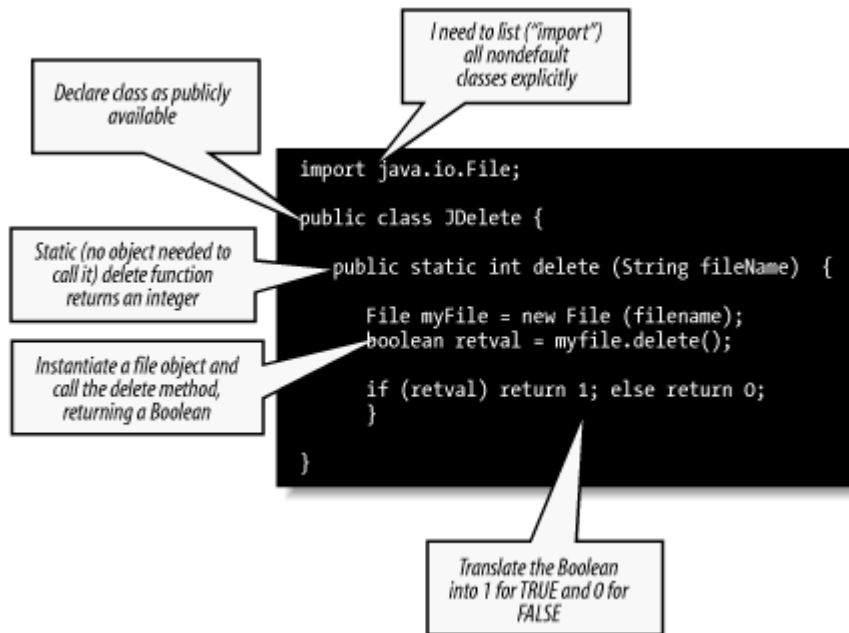 I need to list (“import”)
all nondefault
classes explicitly
Declare class as publicly
available
import java.io.File;
public class JDelete {
Static (no object needed to
call it) delete function
returns an integer
public static int delete (String fileName)  {
File myFile = new File (filename);
boolean retval = myfile.delete();
Instantiate a file object and
call the delete method,
returning a Boolean
if (retval) return 1; else return 0;
}
}
Translate the Boolean
into 1 for TRUE and 0 for
FALSE